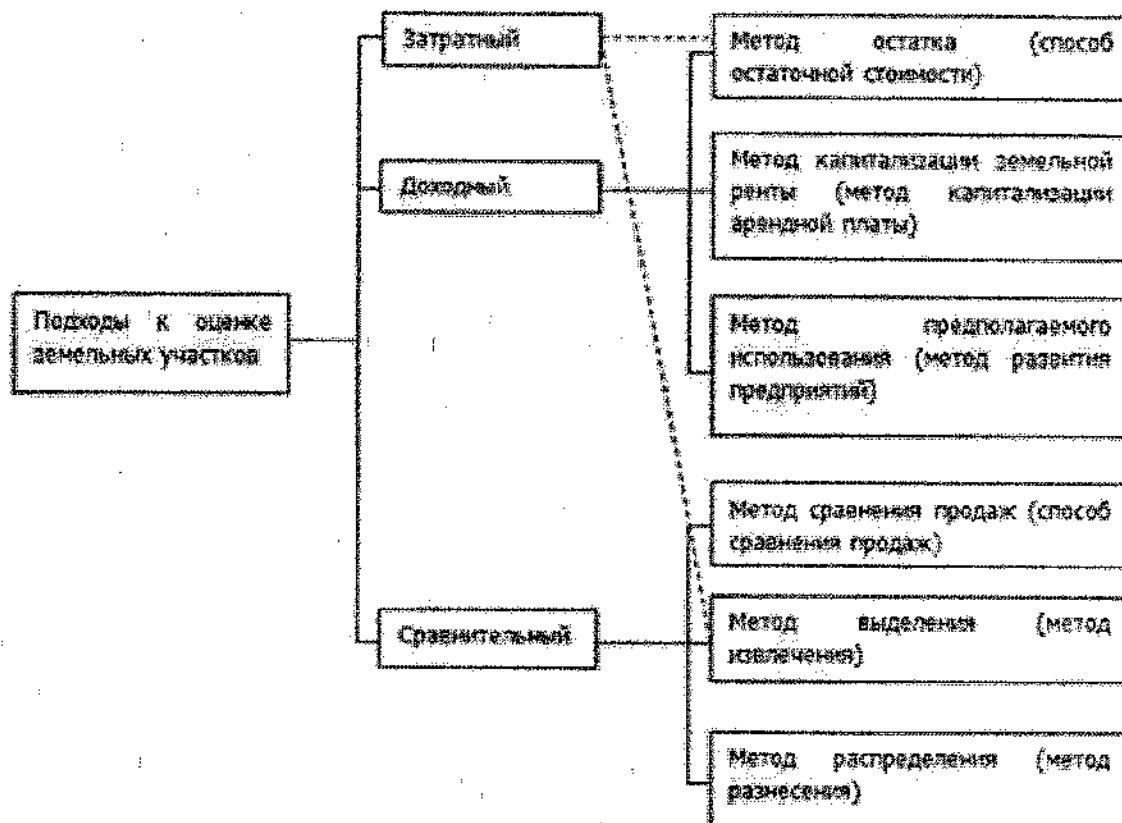 Затратный
Метод остатка (способ
остаточной стоимости)
Доходный
Метод капитализации земельной
ренты (метод капитализации
арендной платы)
Подходы к оценке
земельных участков
Метод предполагаемого
использования (метод развития
предприятий)
Метод сравнения продаж (способ
сравнения продаж)
Сравнительный
Метод выделения (метод
извлечения)
Метод распределения (метод
разнесения)